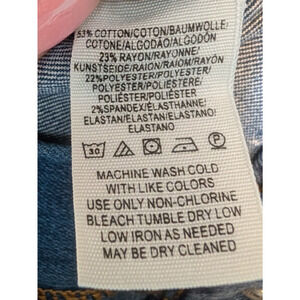 53% COTTON/COTON/BAUMWOLLE/
COTONE/ALGODÃO/ALGODÓN
23% RAYON/RAYONNE/
KUNSTSEIDE/RAION/RAIOM/RAYÓN
22%POLYESTER/POLYESTER/
POLYESTER/POLIESTERE/
POLIÉSTER/POLIÉSTER
2%SPANDEX/ÉLASTHANNE/
ELASTAN/ELASTAN/ELASTANO/
ELASTANO
30
MACHINE WASH COLD
WITH LIKE COLORS
USE ONLY NON-CHLORINE
BLEACH TUMBLE DRY LOW
LOW IRON AS NEEDED
MAY BE DRY CLEANED